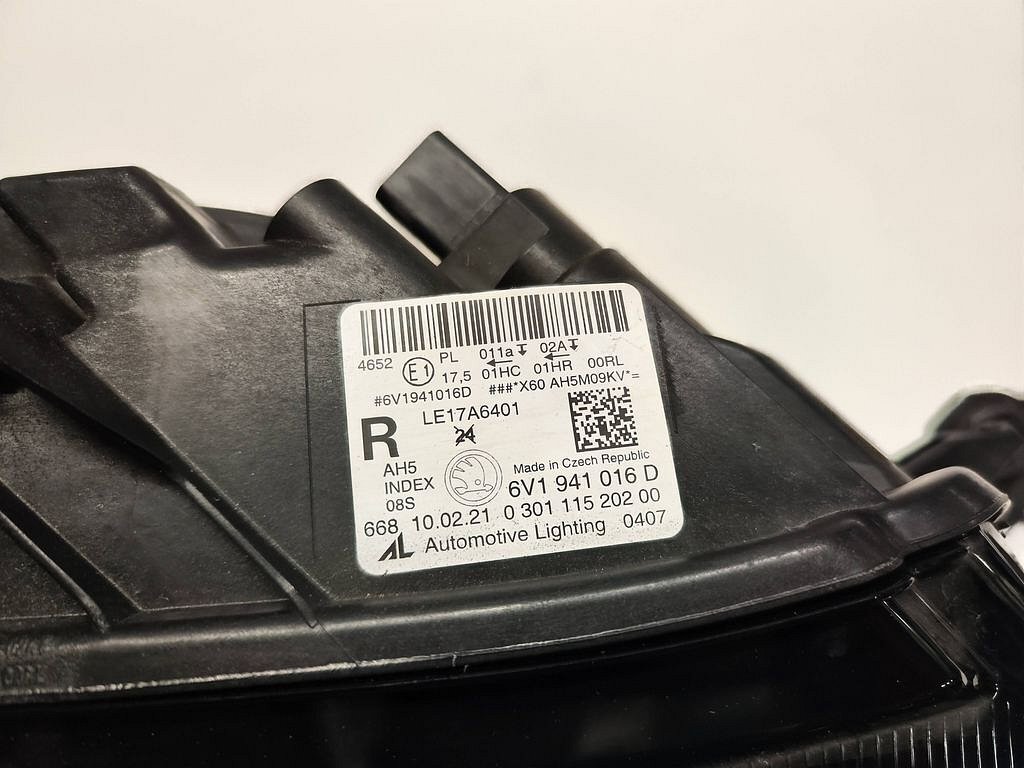 4652 E1 PL 011a 02A
17,5 01HC 01HR 00RL
#6V1941016D ###*X60 AH5M09KV*=
LE17A6401
R 24
AH5
INDEX
08S
Made in Czech Republic
6V1 941 016 D
668 10.02.21 0 301 115 202 00
AL Automotive Lighting 0407